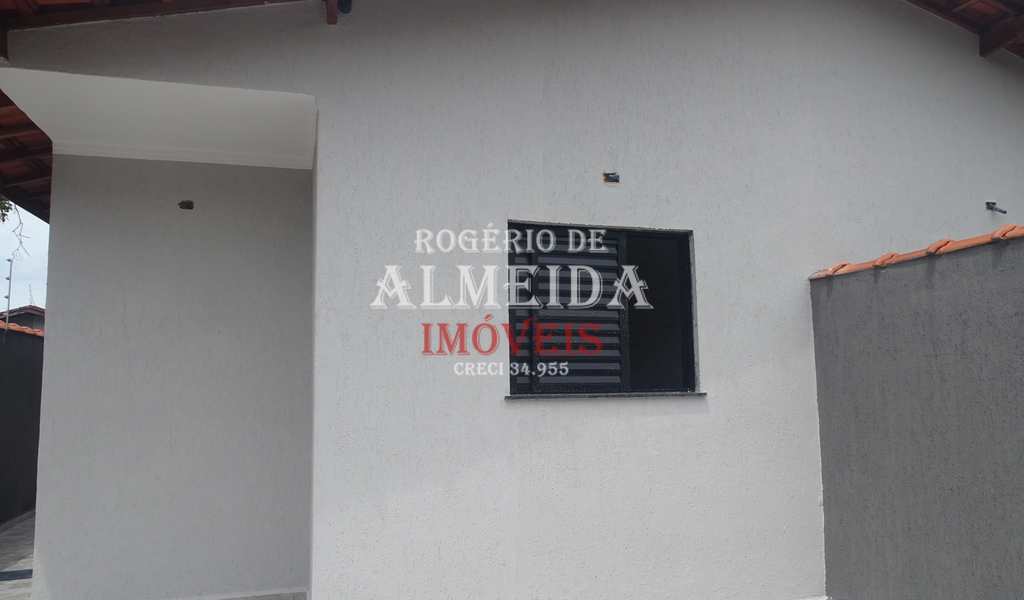 ROGÉRIO DE
ALMEIDA
IMÓVEIS
CRECI 34.955